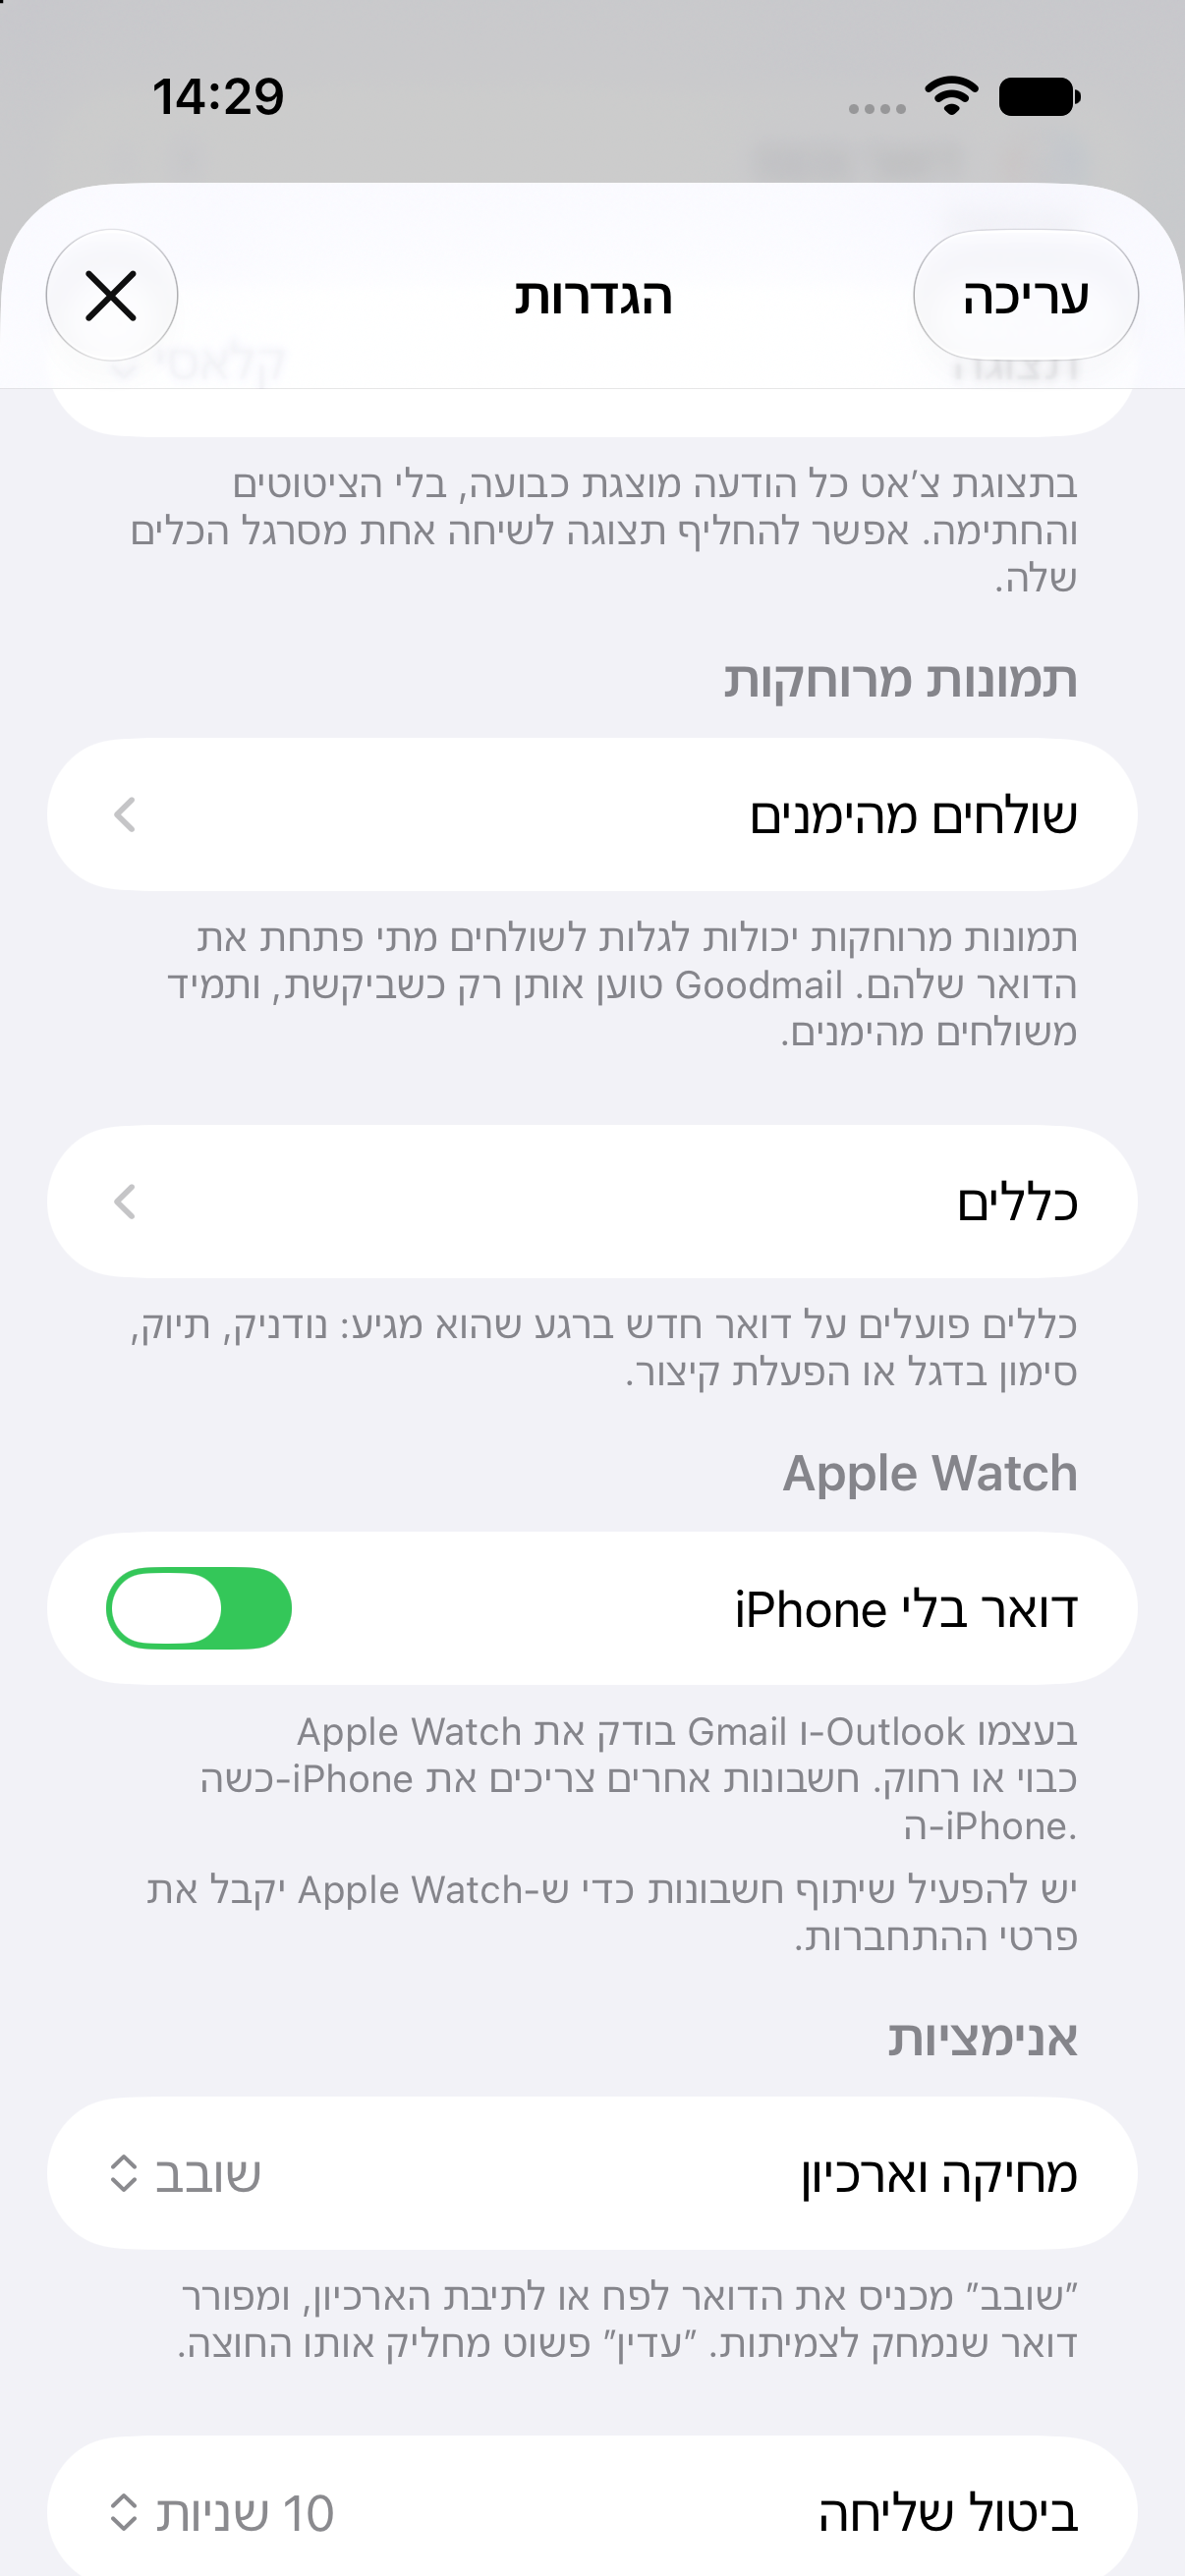 14:29
עריכה
הגדרות
תצוגה
קלאסי
בתצוגת צ׳אט כל הודעה מוצגת כבועה, בלי הציטוטים
והחתימה. אפשר להחליף תצוגה לשיחה אחת מסרגל הכלים
שלה.
תמונות מרוחקות
שולחים מהימנים
תמונות מרוחקות יכולות לגלות לשולחים מתי פתחת את
הדואר שלהם. Goodmail טוען אותן רק כשביקשת, ותמיד
משולחים מהימנים.
כללים
כללים פועלים על דואר חדש ברגע שהוא מגיע: נודניק, תיוק,
סימון בדגל או הפעלת קיצור.
Apple Watch
דואר בלי iPhone
Apple Watch בודק את Gmail ו-Outlook בעצמו
כשה-iPhone כבוי או רחוק. חשבונות אחרים צריכים את
ה-iPhone.
יש להפעיל שיתוף חשבונות כדי ש-Apple Watch יקבל את
פרטי ההתחברות.
אנימציות
מחיקה וארכיון
שובב
״שובב״ מכניס את הדואר לפח או לתיבת הארכיון, ומפורר
דואר שנמחק לצמיתות. ״עדין״ פשוט מחליק אותו החוצה.
ביטול שליחה
10 שניות